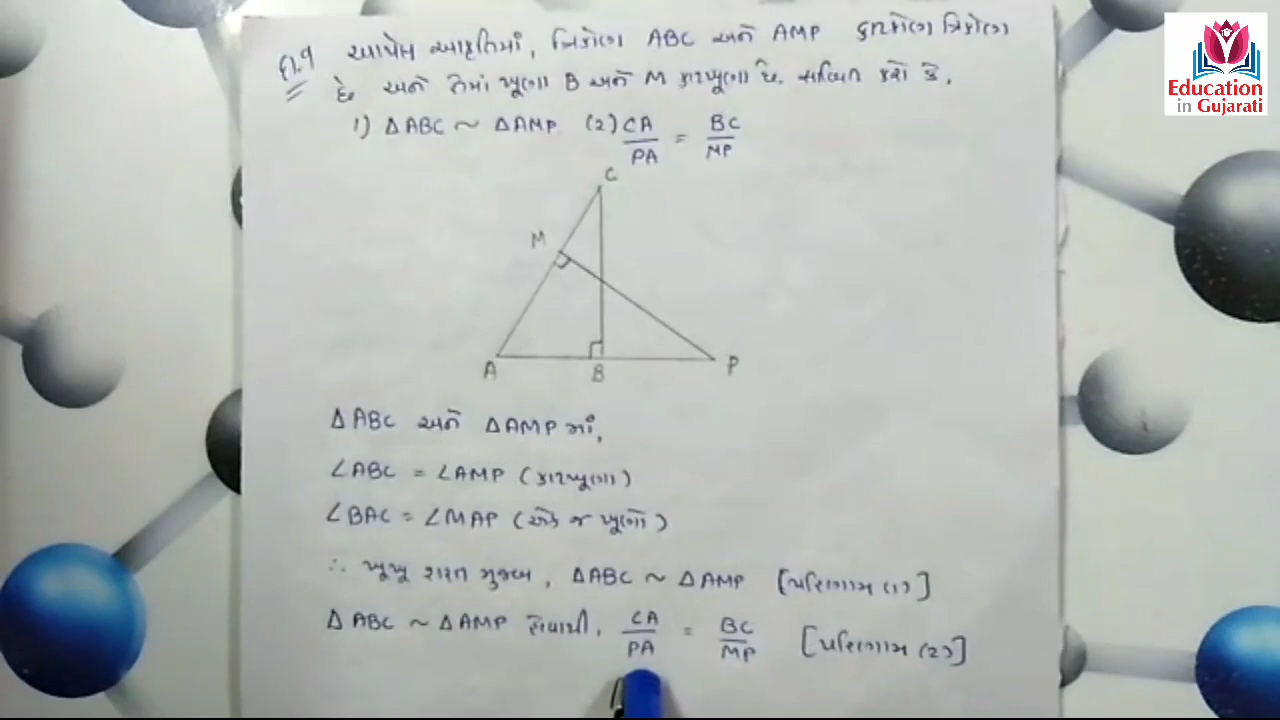 દા.9 આપેલ આકૃતિમાં, ત્રિકોણ ABC અને AMP કાટકોણ ત્રિકોણ
છે અને તેમાં ખૂણા B અને M કાટખૂણા છે. સાબિત કરો કે,
1) ΔABC ~ ΔAMP (2) CA/PA = BC/MP
C
M
A B P
ΔABC અને ΔAMP માં,
∠ABC = ∠AMP (કાટખૂણા)
∠BAC = ∠MAP (એક જ ખૂણો)
∴ ખૂખૂ શરત મુજબ, ΔABC ~ ΔAMP [પરિણામ (1)]
ΔABC ~ ΔAMP હોવાથી, CA/PA = BC/MP [પરિણામ (2)]
Education
in Gujarati